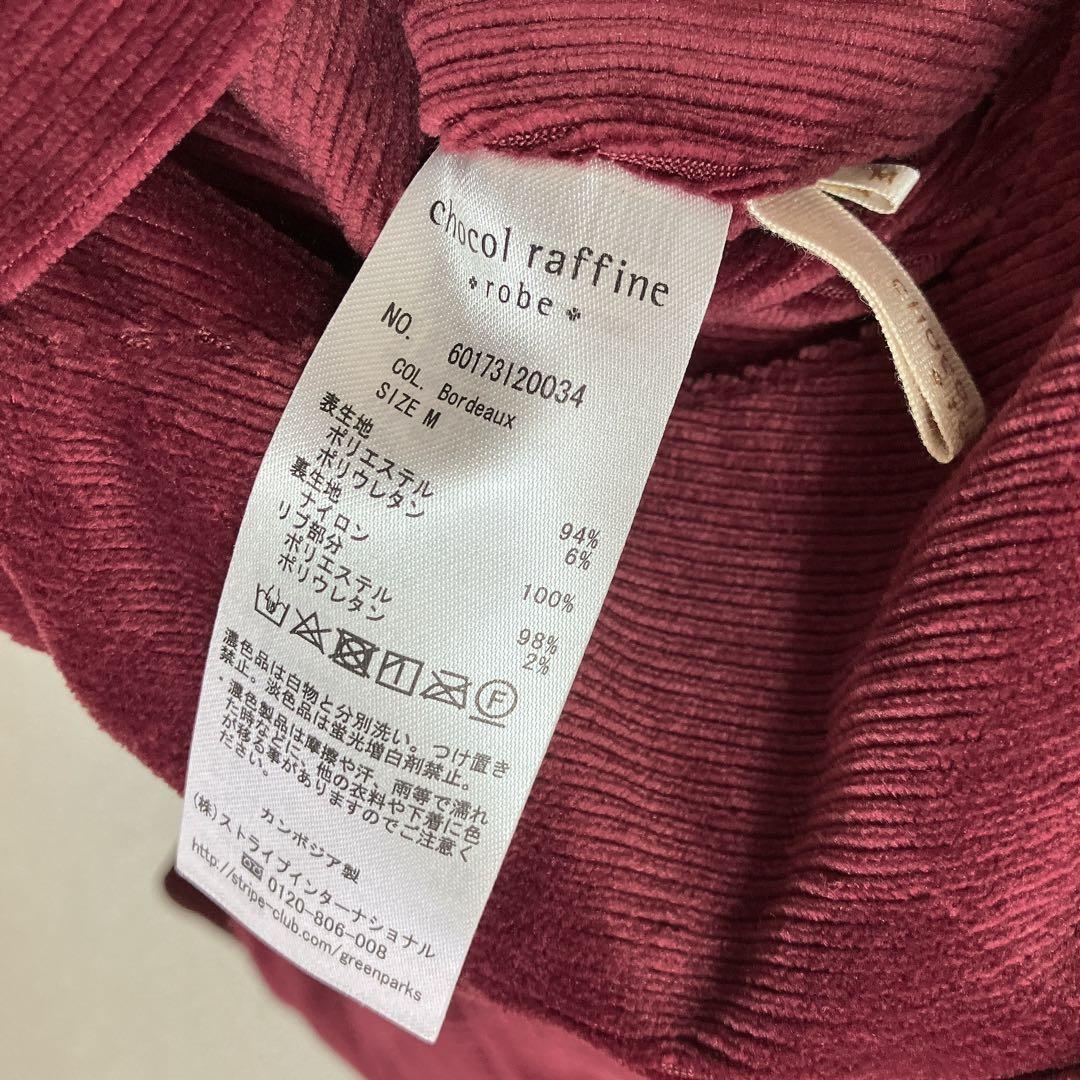 chocol raffine
robe
NO. 60173120034
COL. Bordeaux
SIZE M
表生地
ポリエステル 94%
ポリウレタン 6%
裏生地
ナイロン 100%
リブ部分
ポリエステル 98%
ポリウレタン 2%
F
濃色品は白物と分別洗い。つけ置き
禁止。淡色品は蛍光増白剤禁止。
・濃色製品は摩擦や汗、雨等で濡れ
た時などに、他の衣料や下着に色
が移る事がありますのでご注意く
ださい。
カンボジア製
(株)ストライプインターナショナル
0120-806-008
http://stripe-club.com/greenparks